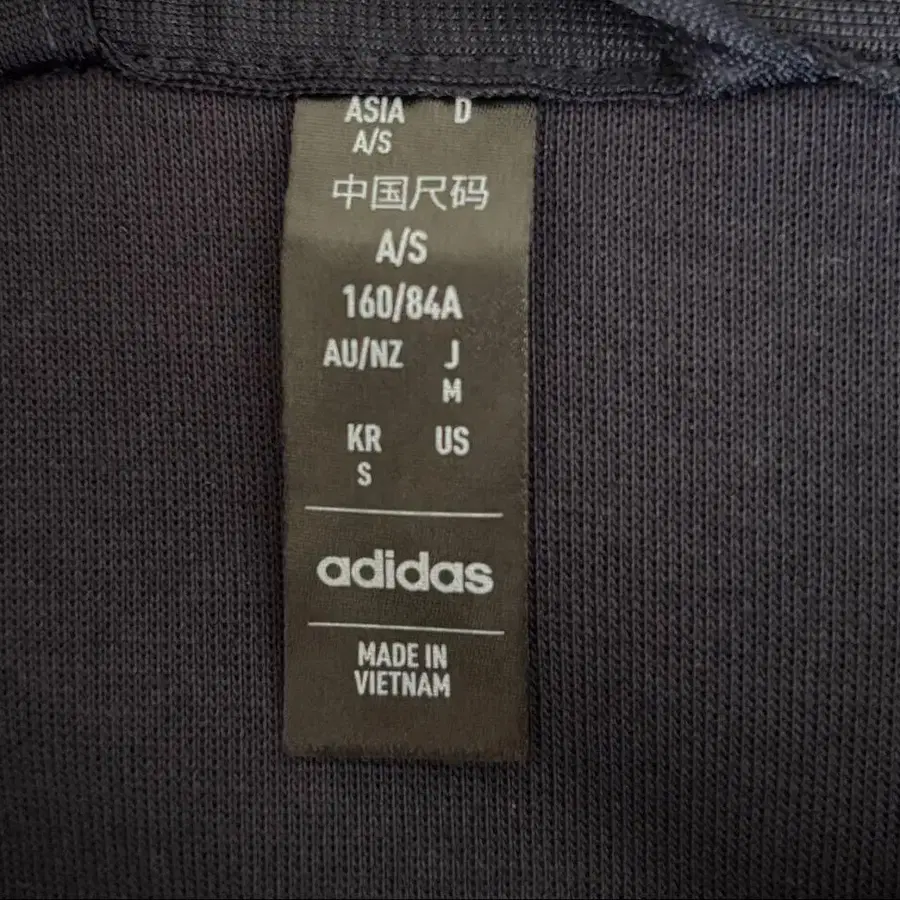 ASIA D
A/S
中国尺码
A/S
160/84A
AU/NZ J
M
KR US
S
adidas
MADE IN
VIETNAM